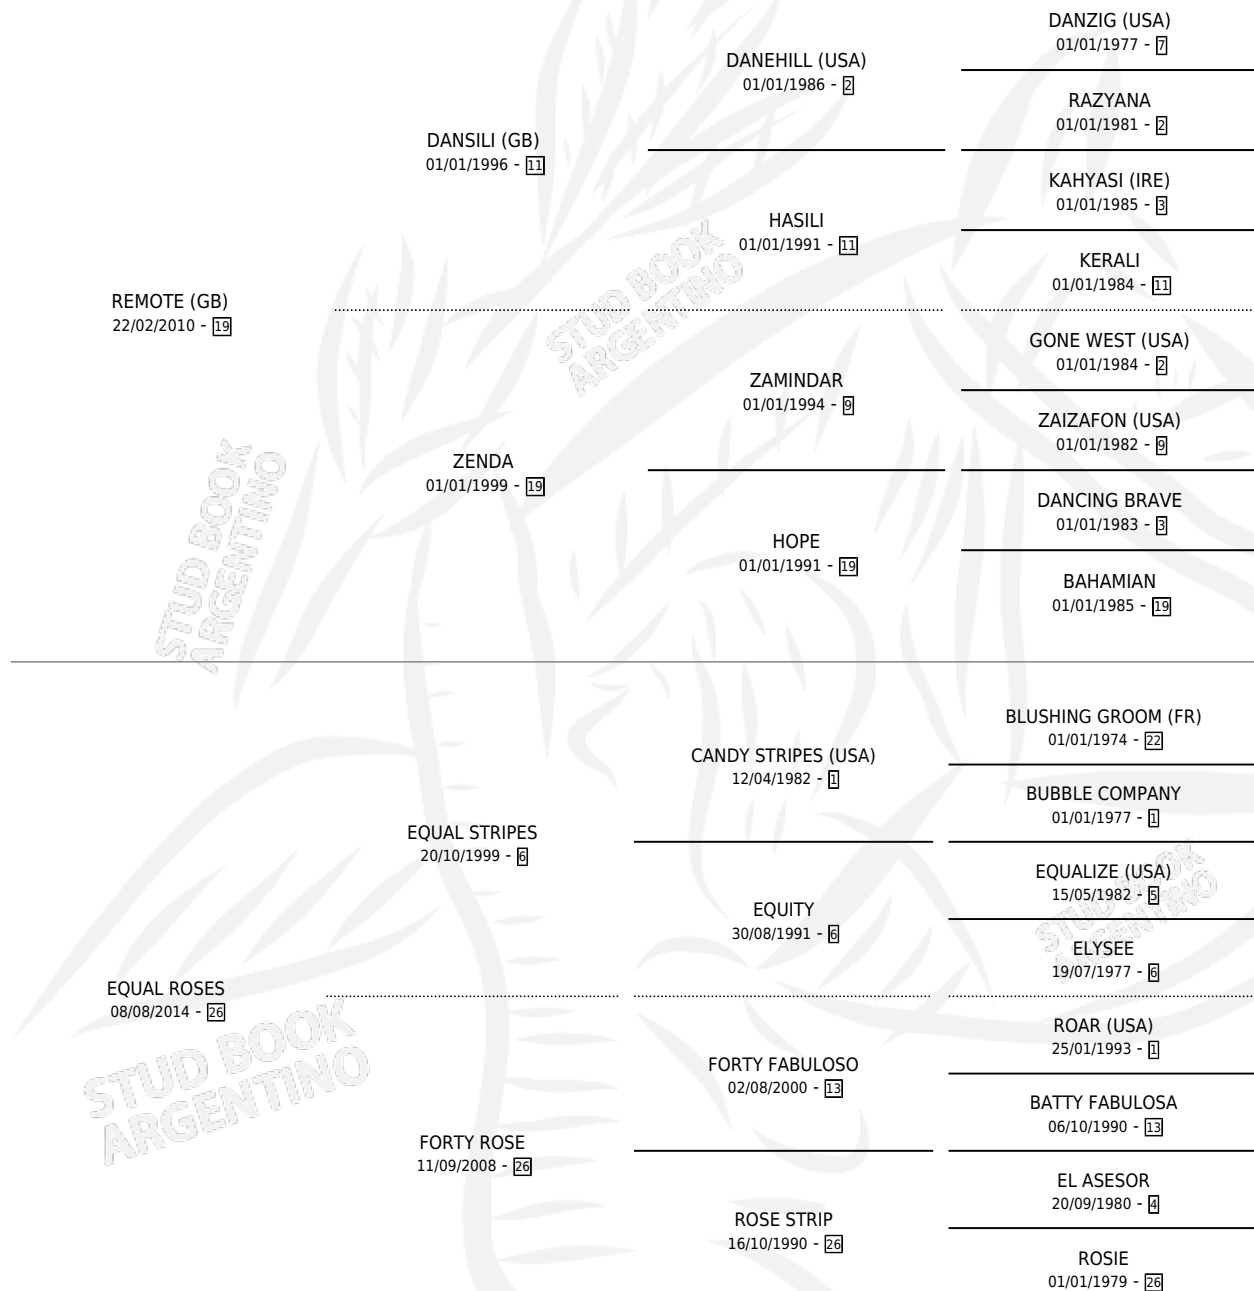 DANZIG (USA)
01/01/1977 - 7
DANEHILL (USA)
01/01/1986 - 2
RAZYANA
01/01/1981 - 2
DANSILI (GB)
01/01/1996 - 11
KAHYASI (IRE)
01/01/1985 - 3
HASILI
01/01/1991 - 11
KERALI
01/01/1984 - 11
REMOTE (GB)
22/02/2010 - 19
GONE WEST (USA)
01/01/1984 - 2
ZAMINDAR
01/01/1994 - 9
ZAIZAFON (USA)
01/01/1982 - 9
ZENDA
01/01/1999 - 19
DANCING BRAVE
01/01/1983 - 3
HOPE
01/01/1991 - 19
BAHAMIAN
01/01/1985 - 19
STUD BOOK
ARGENTINO
STUD BOOK
ARGENTINO
BLUSHING GROOM (FR)
01/01/1974 - 22
CANDY STRIPES (USA)
12/04/1982 - 1
BUBBLE COMPANY
01/01/1977 - 1
EQUAL STRIPES
20/10/1999 - 6
EQUALIZE (USA)
15/05/1982 - 5
EQUITY
30/08/1991 - 6
ELYSEE
19/07/1977 - 6
EQUAL ROSES
08/08/2014 - 26
ROAR (USA)
25/01/1993 - 1
FORTY FABULOSO
02/08/2000 - 13
BATTY FABULOSA
06/10/1990 - 13
FORTY ROSE
11/09/2008 - 26
EL ASESOR
20/09/1980 - 4
ROSE STRIP
16/10/1990 - 26
ROSIE
01/01/1979 - 26
STUD BOOK
ARGENTINO
STUD BOOK
ARGENTINO